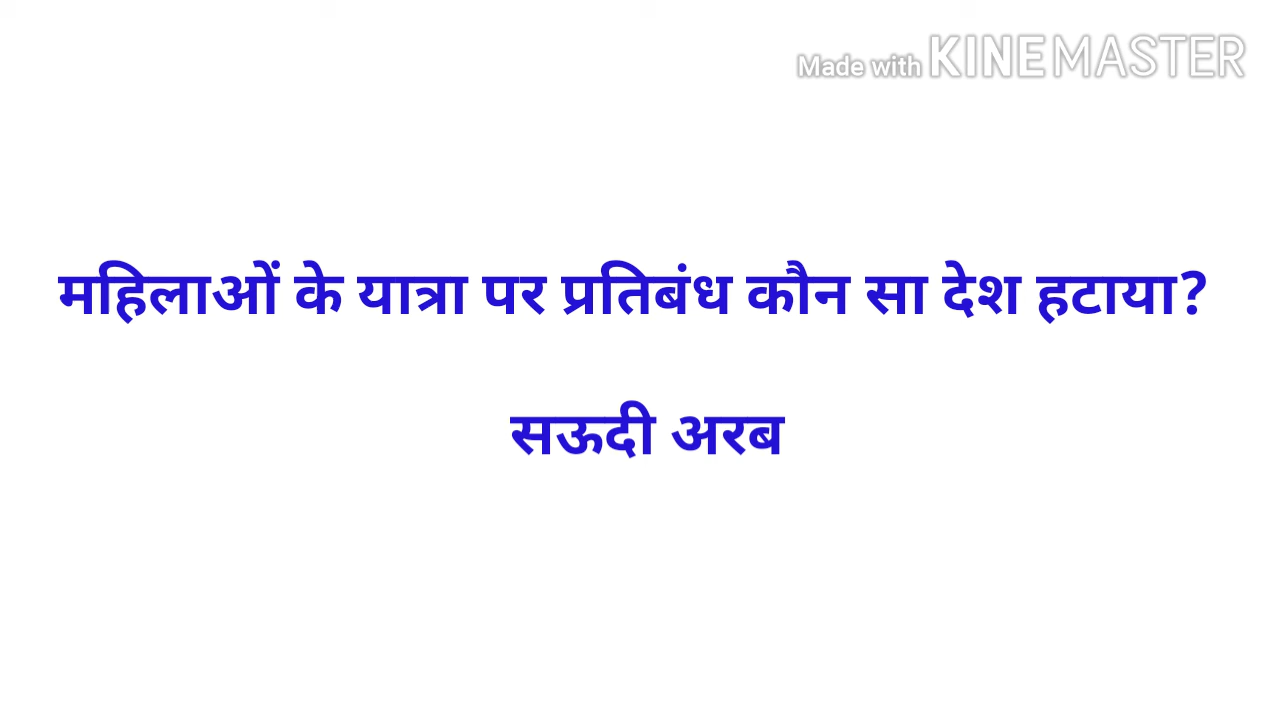 Made with KINEMASTER
महिलाओं के यात्रा पर प्रतिबंध कौन सा देश हटाया?
सऊदी अरब